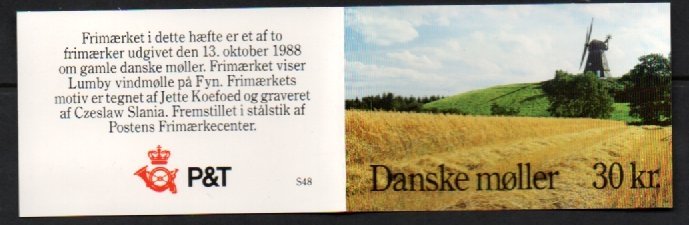 Frimærket i dette hæfte er et af to
frimærker udgivet den 13. oktober 1988
om gamle danske møller. Frimærket viser
Lumby vindmølle på Fyn. Frimærkets
motiv er tegnet af Jette Koefoed og graveret
af Czeslaw Slania. Fremstillet i stålstik af
Postens Frimærkecenter.
P&T
S48
Danske møller 30 kr.